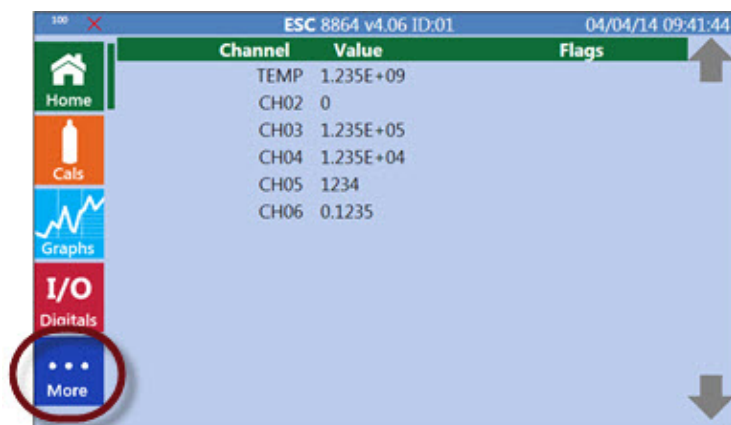 100 ESC 8864 v4.06 ID:01 04/04/14 09:41:44
Channel Value Flags
TEMP 1.235E+09
CH02 0
CH03 1.235E+05
CH04 1.235E+04
CH05 1234
CH06 0.1235
Home
Cals
Graphs
I/O
Digitals
More